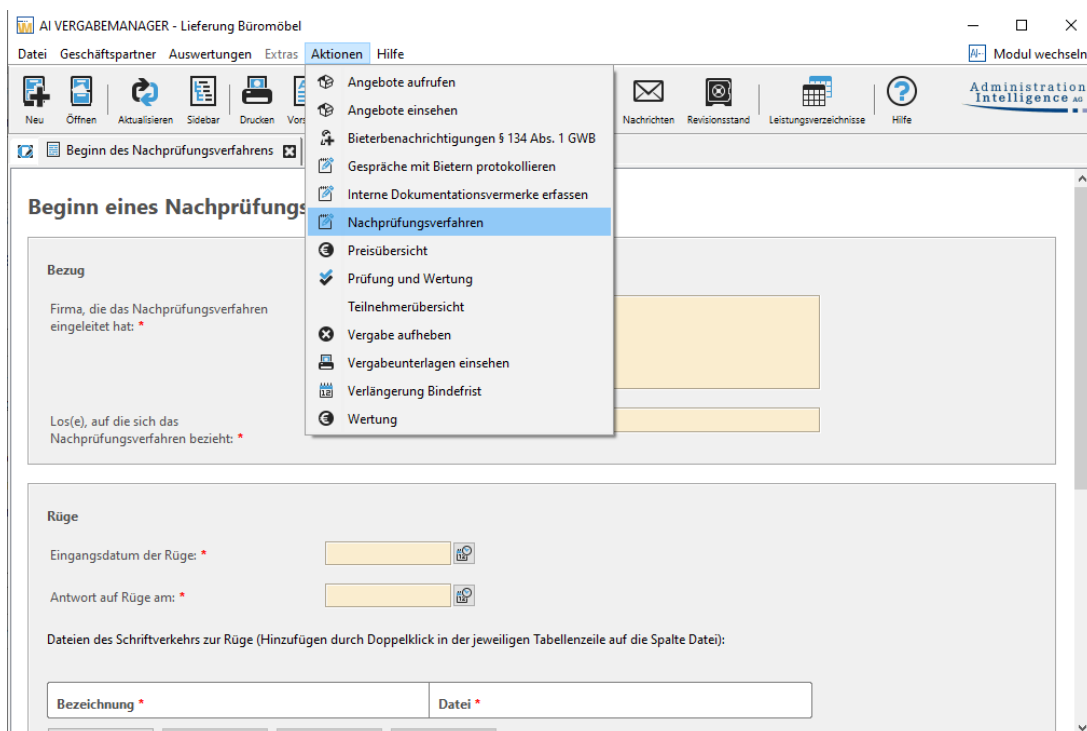 AI VERGABEMANAGER - Lieferung Büromöbel
Datei Geschäftspartner Auswertungen Extras Aktionen Hilfe
AI- Modul wechseln
Neu Öffnen Aktualisieren Sidebar Drucken Nachrichten Revisionsstand Leistungsverzeichnisse Hilfe
Administration
Intelligence AG
Beginn des Nachprüfungsverfahrens
Angebote aufrufen
Angebote einsehen
Bieterbenachrichtigungen § 134 Abs. 1 GWB
Gespräche mit Bietern protokollieren
Interne Dokumentationsvermerke erfassen
Nachprüfungsverfahren
Preisübersicht
Prüfung und Wertung
Teilnehmerübersicht
Vergabe aufheben
Vergabeunterlagen einsehen
Verlängerung Bindefrist
Wertung
Beginn eines Nachprüfungs
Bezug
Firma, die das Nachprüfungsverfahren
eingeleitet hat: *
Los(e), auf die sich das
Nachprüfungsverfahren bezieht: *
Rüge
Eingangsdatum der Rüge: *
Antwort auf Rüge am: *
Dateien des Schriftverkehrs zur Rüge (Hinzufügen durch Doppelklick in der jeweiligen Tabellenzeile auf die Spalte Datei):
Bezeichnung * Datei *